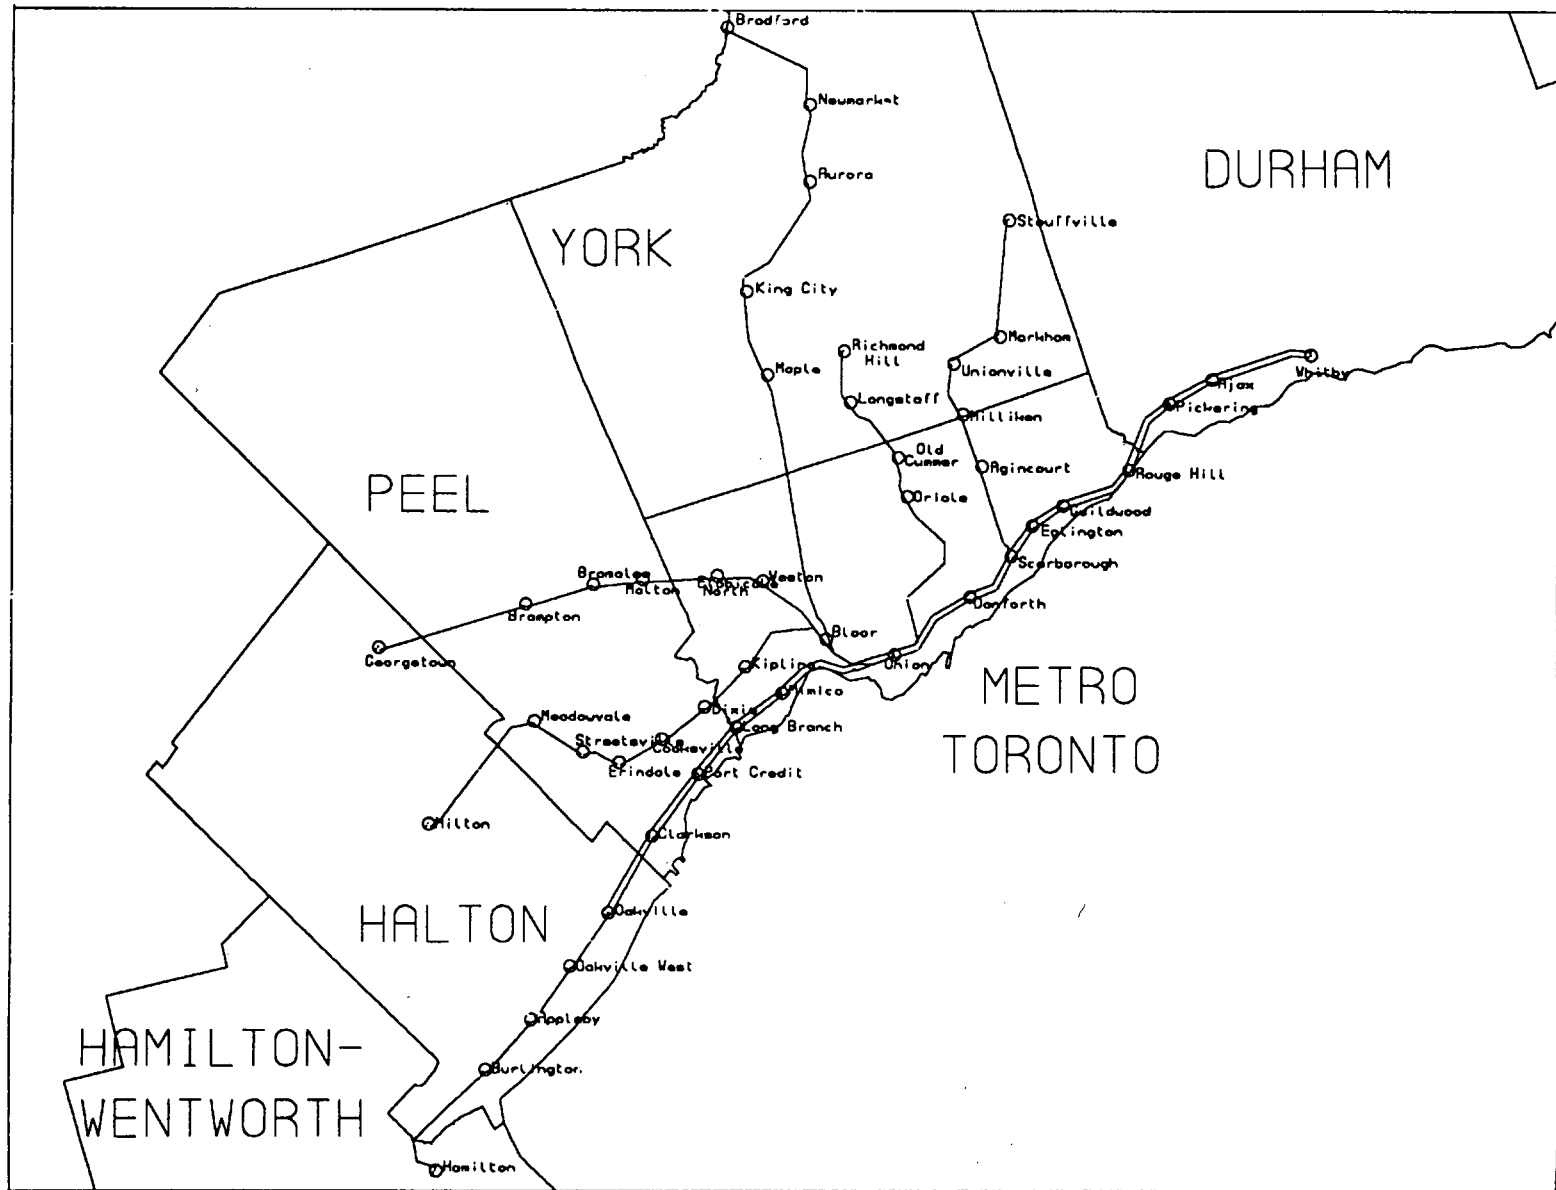 Bradford
Newmarket
DURHAM
Aurora
Stouffville
YORK
King City
Markham
Richmond
Hill
Unionville
Maple
Whitby
Ajax
Longstaff
Pickering
Milliken
Old
Cummer
Agincourt
Rouge Hill
PEEL
Oriole
Guildwood
Eglington
Scarborough
Bramalea
Malton
North
Weston
Danforth
Brampton
Bloor
Georgetown
Union
Kipling
METRO
TORONTO
Mimico
Dixie
Meadowvale
Long Branch
Streetsville
Cooksville
Erindale
Port Credit
Milton
Clarkson
HALTON
Oakville
Oakville West
Appleby
HAMILTON-
WENTWORTH
Burlington
Hamilton